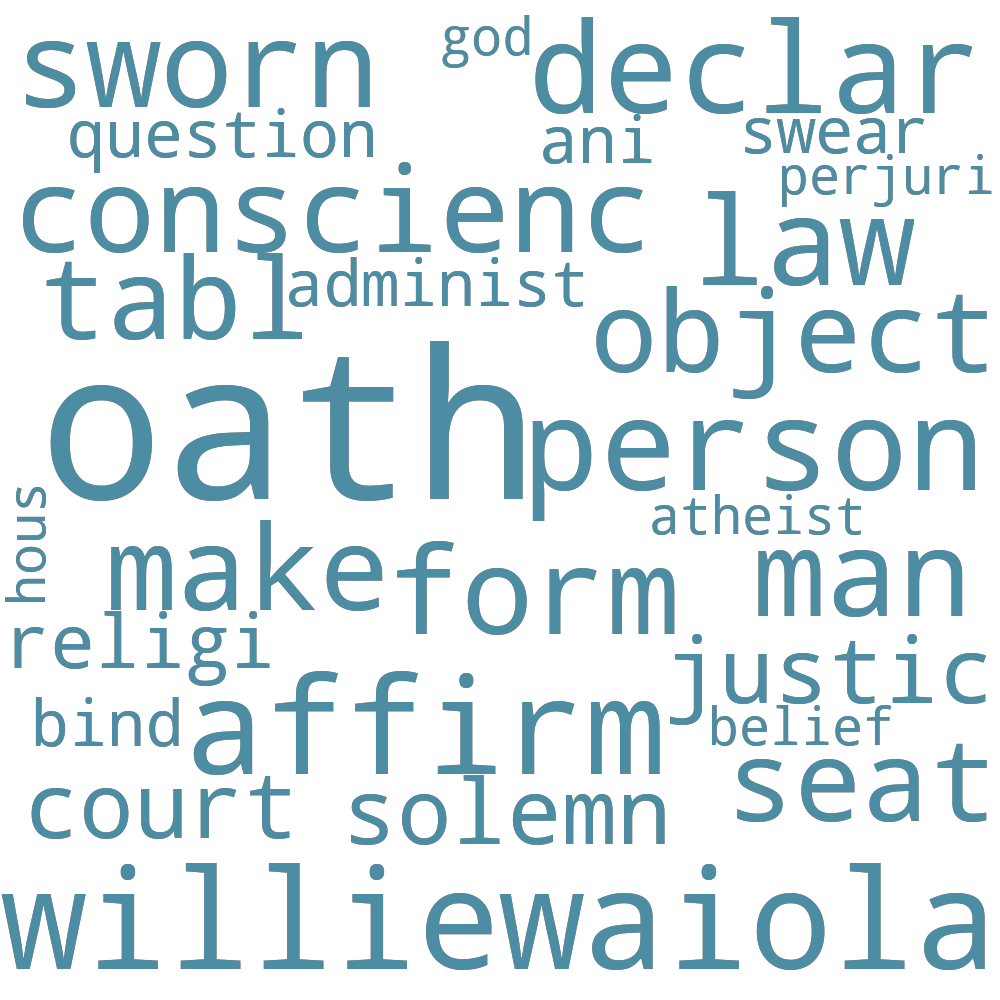 god
sworn declar
question ani swear
perjuri
conscienc law
tabl administ object
oath person
hous atheist
make form man
religi justic
bind affirm belief
court solemn seat
williewaiola